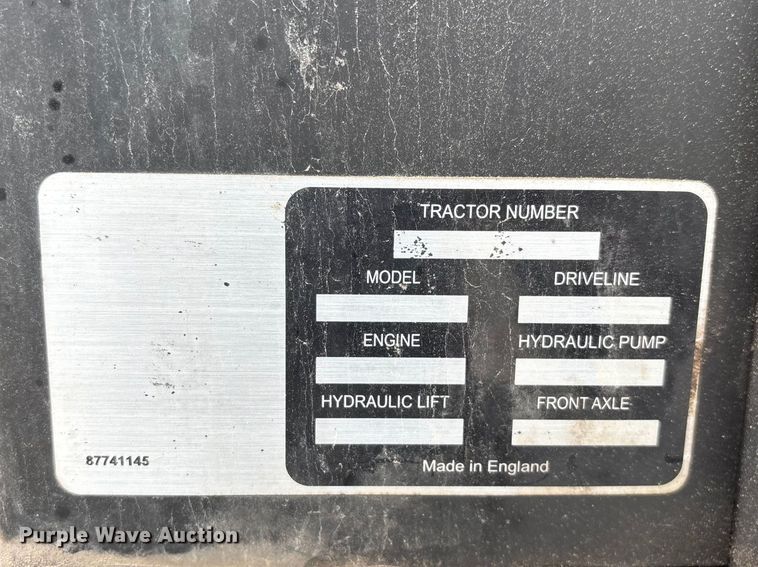 TRACTOR NUMBER
MODEL DRIVELINE
ENGINE HYDRAULIC PUMP
HYDRAULIC LIFT FRONT AXLE
87741145
Made in England
Purple Wave Auction